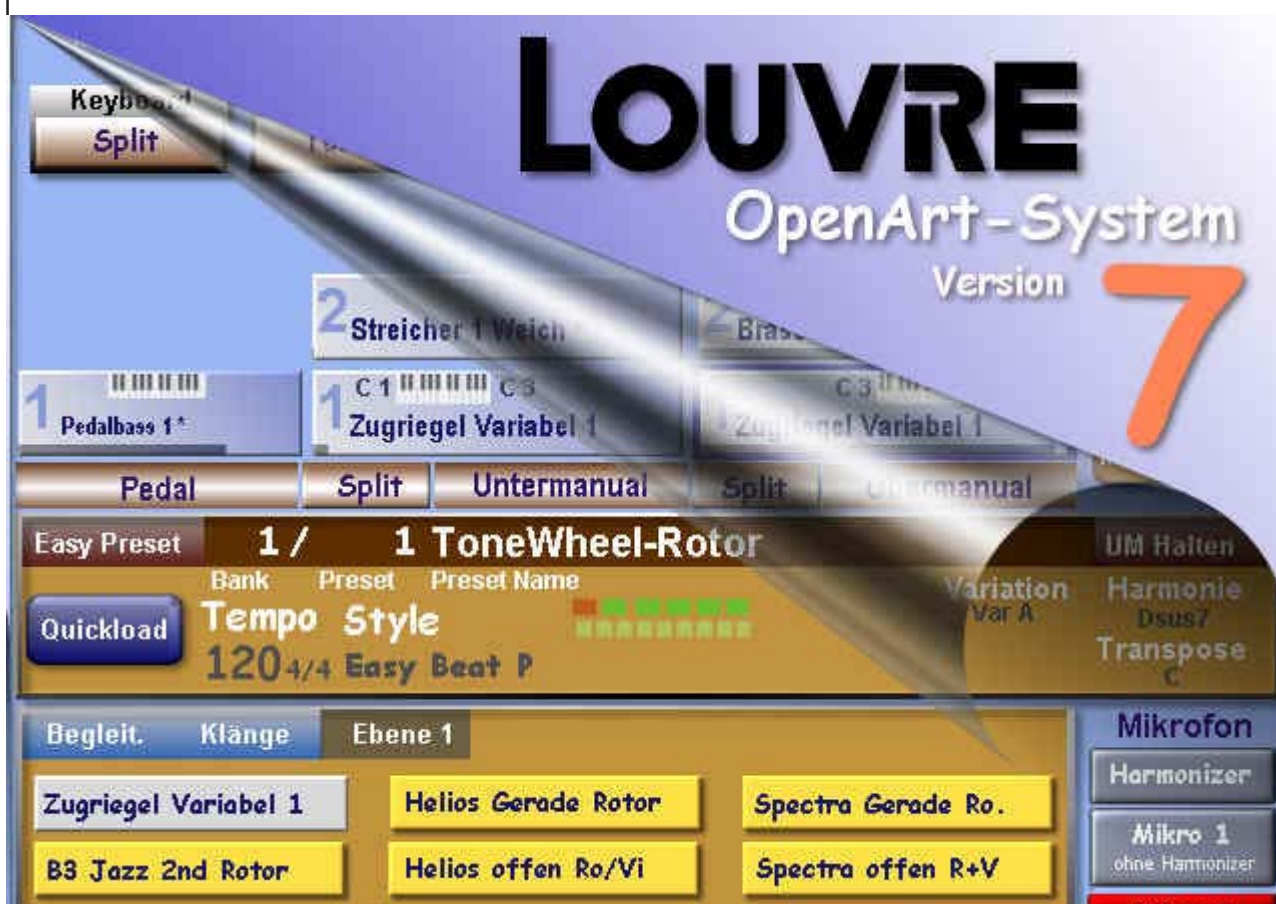 LOUVRE
OpenArt-System
Version 7
Keyboard
Split
2 Streicher 1 Weich
2 Brass
1 Pedalbass 1*
1 C 1 C 3
Zugriegel Variabel 1
C 3
Zugriegel Variabel 1
Pedal Split Untermanual Split Obermanual
Easy Preset 1 / 1 ToneWheel-Rotor UM Halten
Bank Preset Preset Name Variation Harmonie
Quickload Tempo Style Var A Dsus7
120 4/4 Easy Beat P Transpose
C
Begleit. Klänge Ebene 1 Mikrofon
Harmonizer
Zugriegel Variabel 1 Helios Gerade Rotor Spectra Gerade Ro.
Mikro 1
ohne Harmonizer
B3 Jazz 2nd Rotor Helios offen Ro/Vi Spectra offen R+V